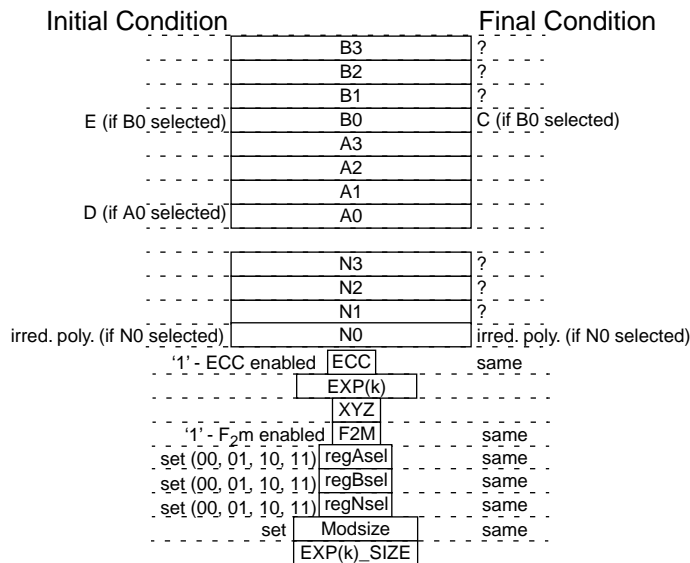 Initial Condition Final Condition
B3 ?
B2 ?
B1 ?
E (if B0 selected) B0 C (if B0 selected)
A3
A2
A1
D (if A0 selected) A0
N3 ?
N2 ?
N1 ?
irred. poly. (if N0 selected) N0 irred. poly. (if N0 selected)
‘1’ - ECC enabled ECC same
EXP(k)
XYZ
‘1’ - F2m enabled F2M same
set (00, 01, 10, 11) regAsel same
set (00, 01, 10, 11) regBsel same
set (00, 01, 10, 11) regNsel same
set Modsize same
EXP(k)_SIZE